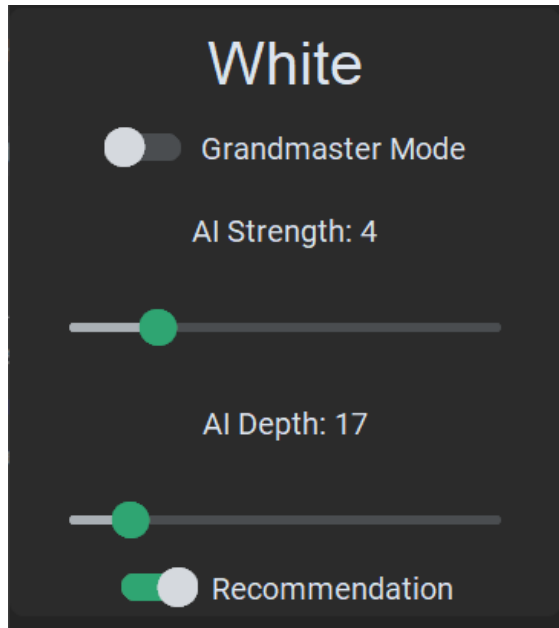 White
Grandmaster Mode
AI Strength: 4
AI Depth: 17
Recommendation